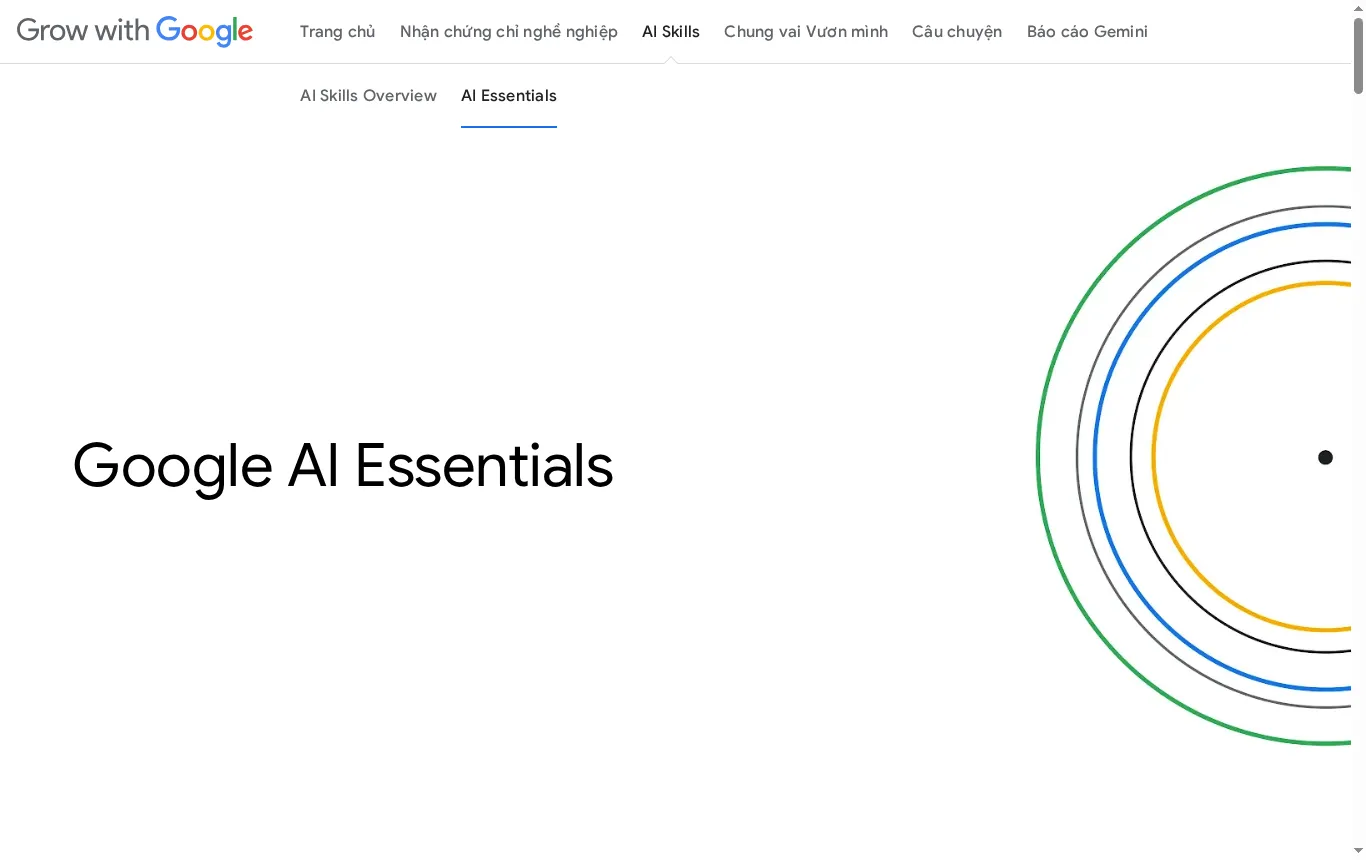 Grow with Google
Trang chủ
Nhận chứng chỉ nghề nghiệp
AI Skills
Chung vai Vươn mình
Câu chuyện
Báo cáo Gemini
AI Skills Overview
AI Essentials
Google AI Essentials